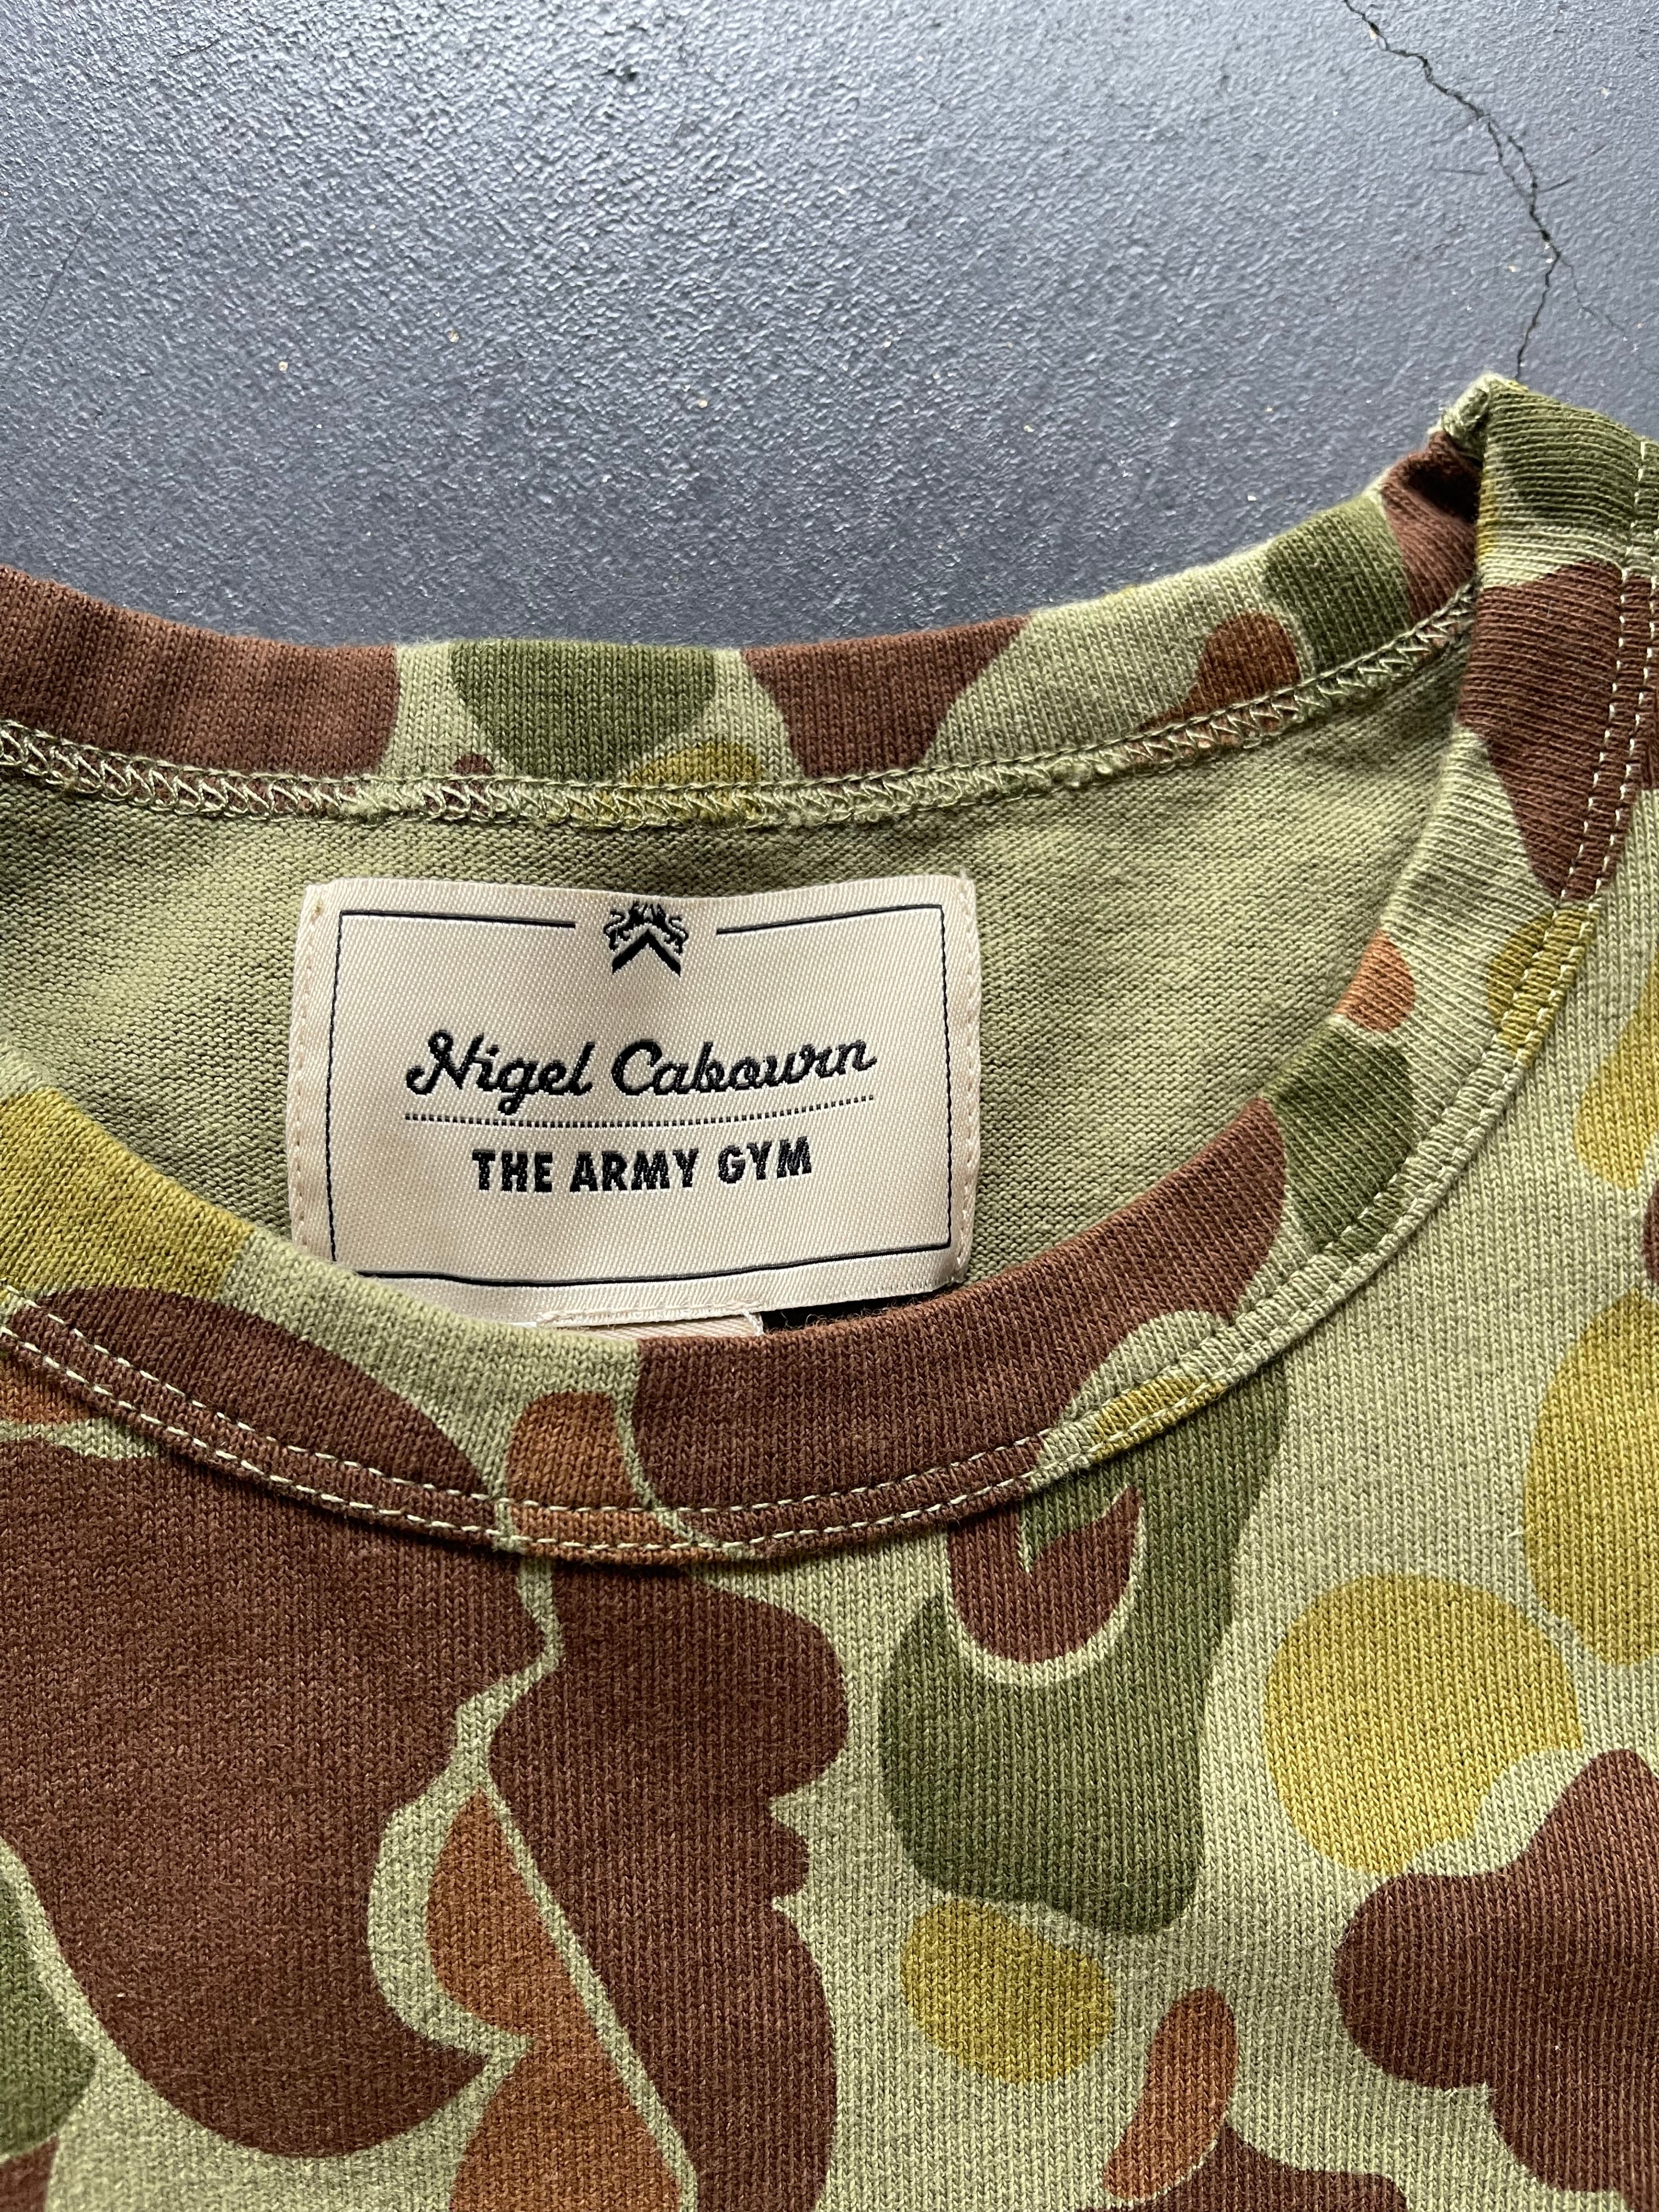 Nigel Cabourn
THE ARMY GYM